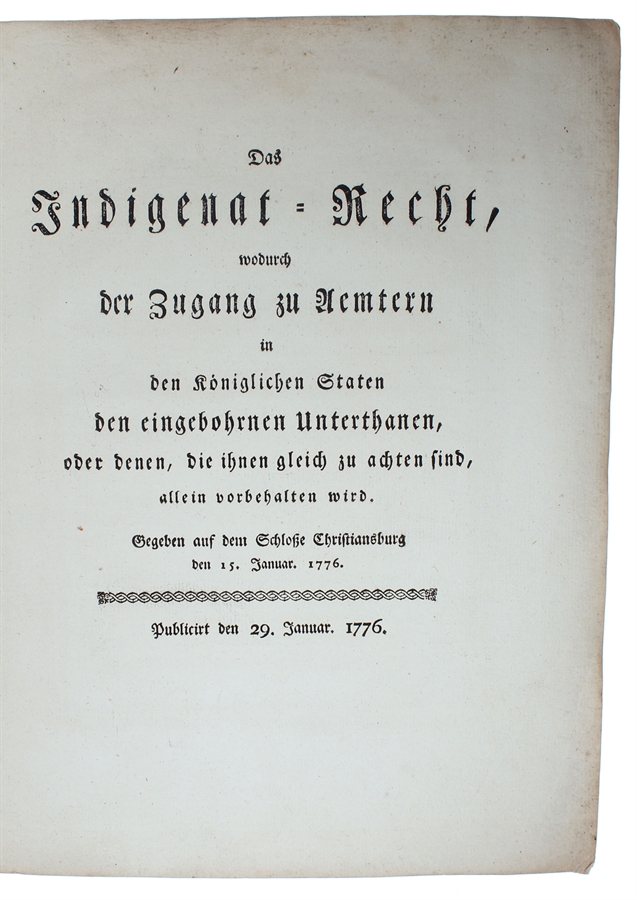 Das
Indigenat-Recht,
wodurch
der Zugang zu Aemtern
in
den Königlichen Staten
den eingebohrnen Unterthanen,
oder denen, die ihnen gleich zu achten sind,
allein vorbehalten wird.
Gegeben auf dem Schloße Christiansburg
den 15. Januar. 1776.
Publicirt den 29. Januar. 1776.